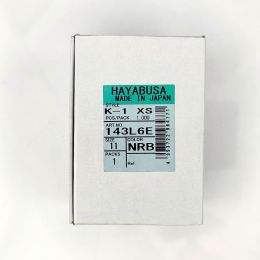 HAYABUSA
MADE IN JAPAN
STYLE
K-1 XS
PCS/PACK 1,000
ART NO
143L6E
SIZE COLOR
11 NRB
PACKS
1 Ref.